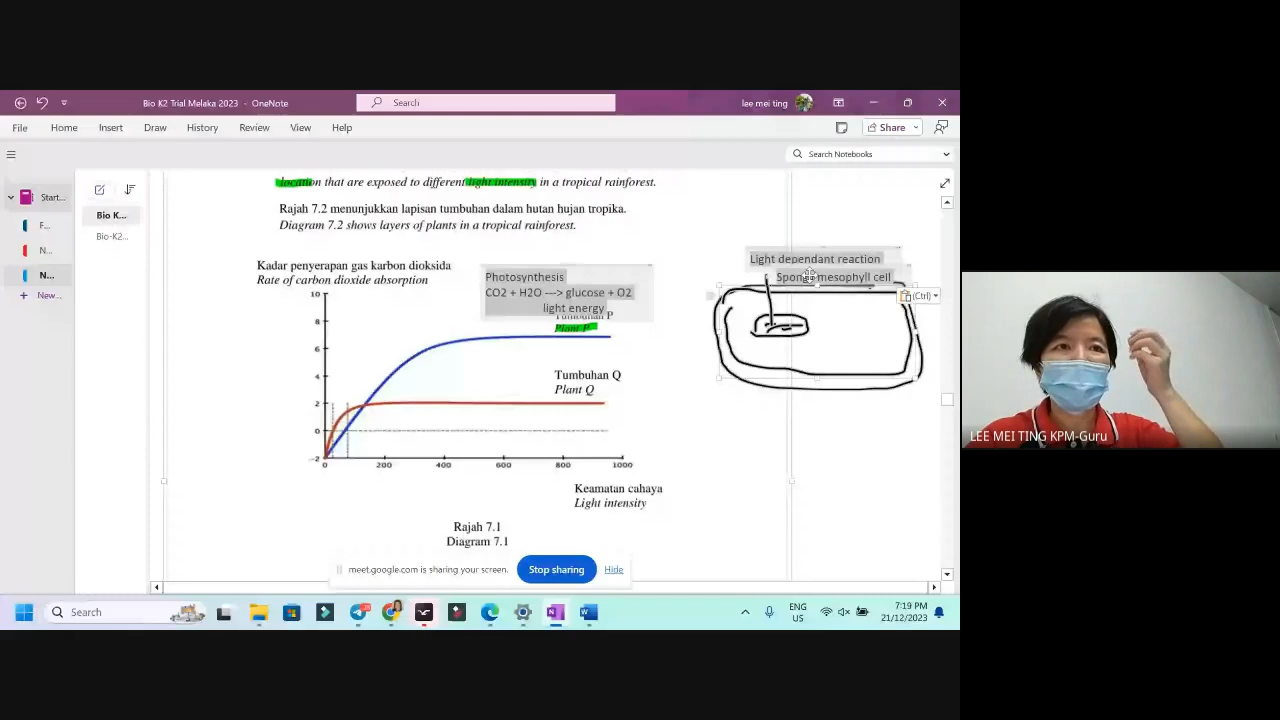 Bio K2 Trial Melaka 2023 - OneNote
Search
lee mei ting
File
Home
Insert
Draw
History
Review
View
Help
Share
Search Notebooks
Start...
F...
N...
N...
New...
Bio K...
Bio-K2...
location that are exposed to different light intensity in a tropical rainforest.
Rajah 7.2 menunjukkan lapisan tumbuhan dalam hutan hujan tropika.
Diagram 7.2 shows layers of plants in a tropical rainforest.
Kadar penyerapan gas karbon dioksida
Rate of carbon dioxide absorption
Photosynthesis
CO2 + H2O ---> glucose + O2
light energy
Light dependant reaction
mesophyll cell
(Ctrl)
Tumbuhan P
Plant P
Tumbuhan Q
Plant Q
10
8
6
4
2
0
-2
0 200 400 600 800 1000
Keamatan cahaya
Light intensity
Rajah 7.1
Diagram 7.1
meet.google.com is sharing your screen.
Stop sharing
Hide
LEE MEI TING KPM-Guru
Search
ENG
US
7:19 PM
21/12/2023